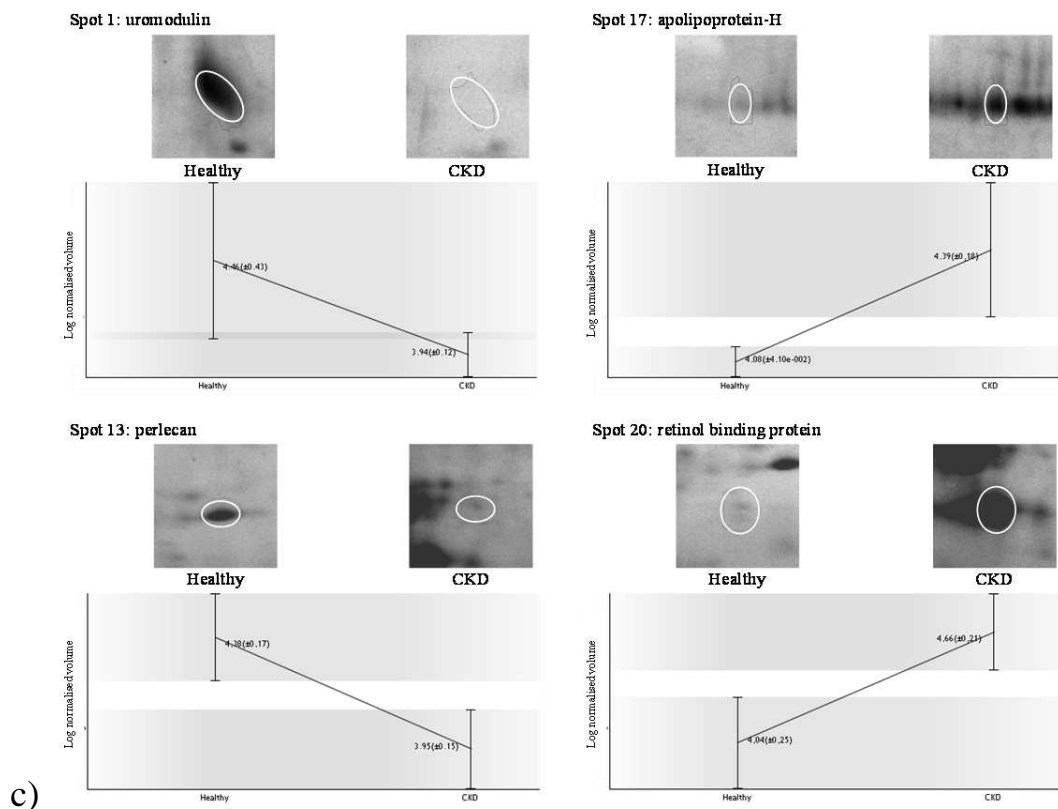 Spot 1: uromodulin
Healthy
CKD
Log normalised volume
4.46(±0.43)
3.94(±0.12)
Healthy
CKD
Spot 17: apolipoprotein-H
Healthy
CKD
Log normalised volume
4.39(±0.18)
4.08(±4.10e-002)
Healthy
CKD
Spot 13: perlecan
Healthy
CKD
Log normalised volume
4.38(±0.17)
3.95(±0.15)
Healthy
CKD
Spot 20: retinol binding protein
Healthy
CKD
Log normalised volume
4.66(±0.21)
4.04(±0.25)
Healthy
CKD
c)